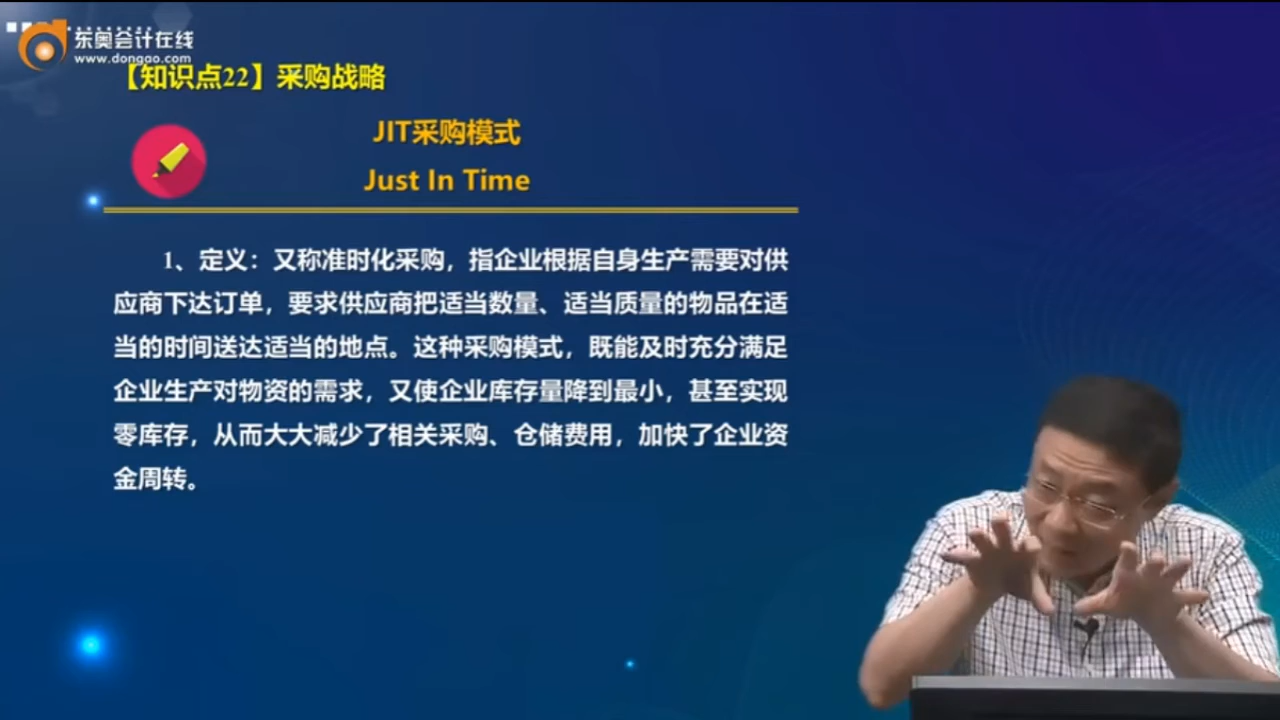 东奥会计在线
www.dongao.com
【知识点22】采购战略
JIT采购模式
Just In Time
1、定义：又称准时化采购，指企业根据自身生产需要对供
应商下达订单，要求供应商把适当数量、适当质量的物品在适
当的时间送达适当的地点。这种采购模式，既能及时充分满足
企业生产对物资的需求，又使企业库存量降到最小，甚至实现
零库存，从而大大减少了相关采购、仓储费用，加快了企业资
金周转。